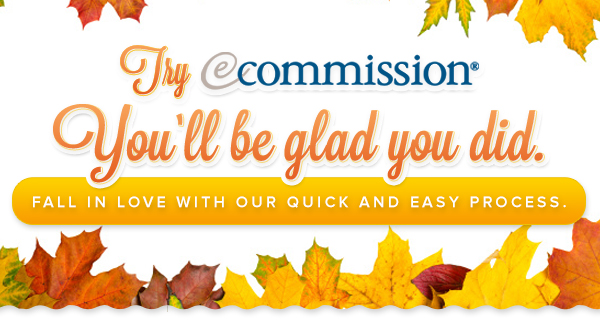 Try eCommission®
You'll be glad you did.
FALL IN LOVE WITH OUR QUICK AND EASY PROCESS.